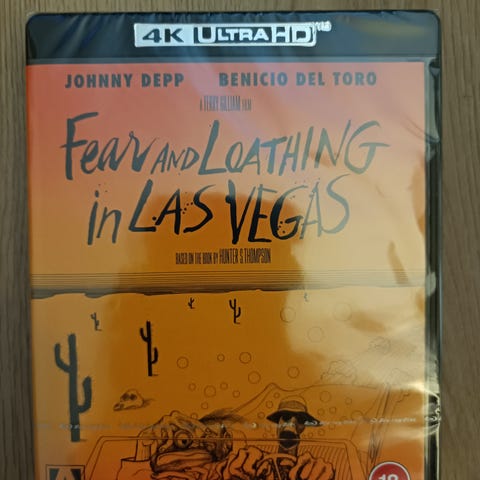 4K ULTRA HD
JOHNNY DEPP BENICIO DEL TORO
A TERRY GILLIAM FILM
Fear AND LOATHING
in LAS VEGAS
BASED ON THE BOOK BY HUNTER S. THOMPSON
18